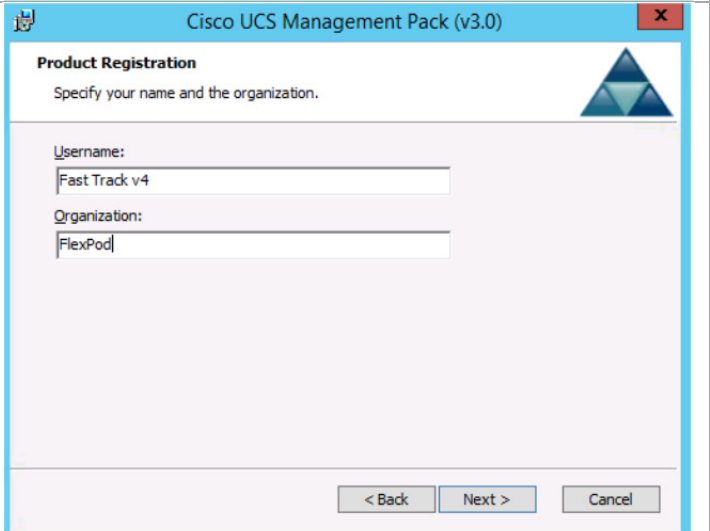 Cisco UCS Management Pack (v3.0)
x
Product Registration
Specify your name and the organization.
Username:
Fast Track v4
Organization:
FlexPod
< Back Next > Cancel